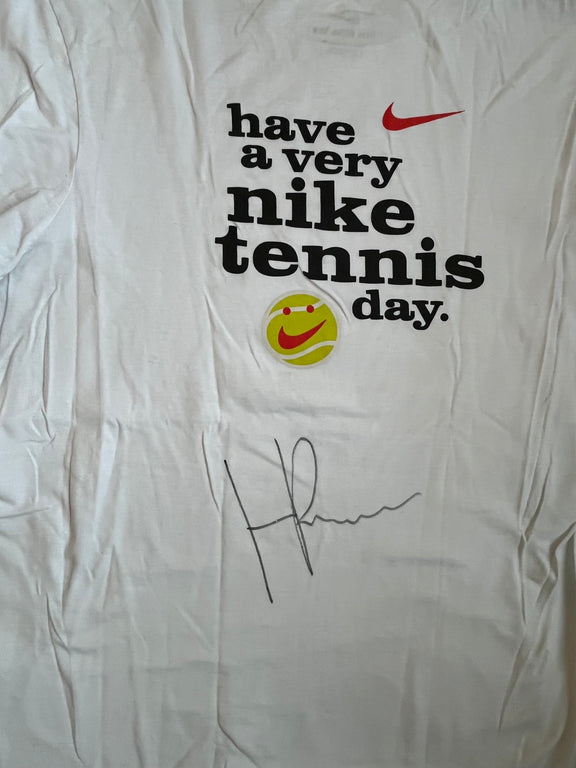 have
a very
nike
tennis
day.